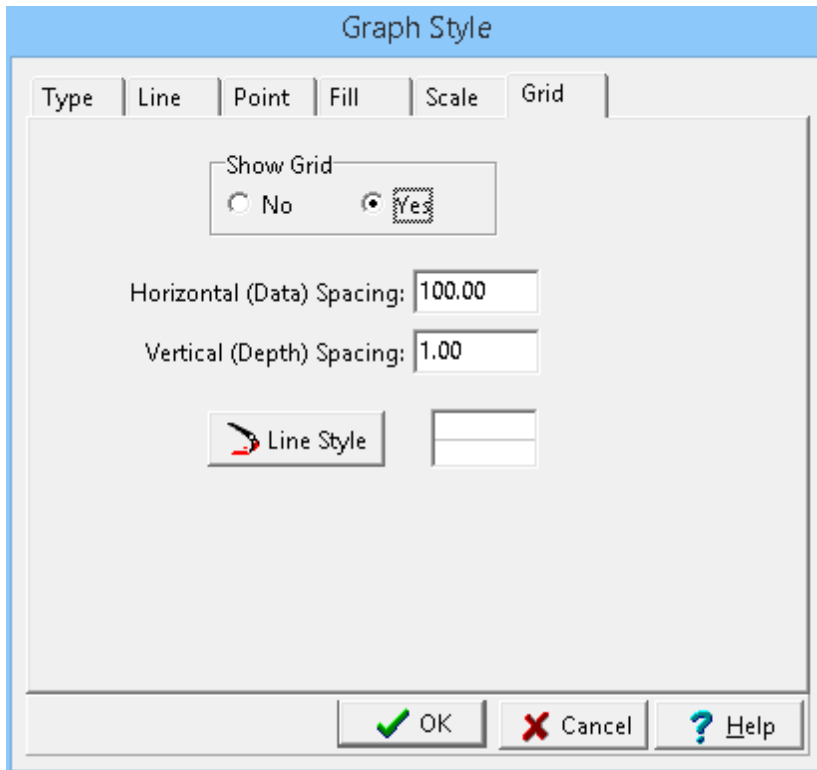 Graph Style
Type Line Point Fill Scale Grid
Show Grid
No Yes
Horizontal (Data) Spacing: 100.00
Vertical (Depth) Spacing: 1.00
Line Style
OK Cancel Help